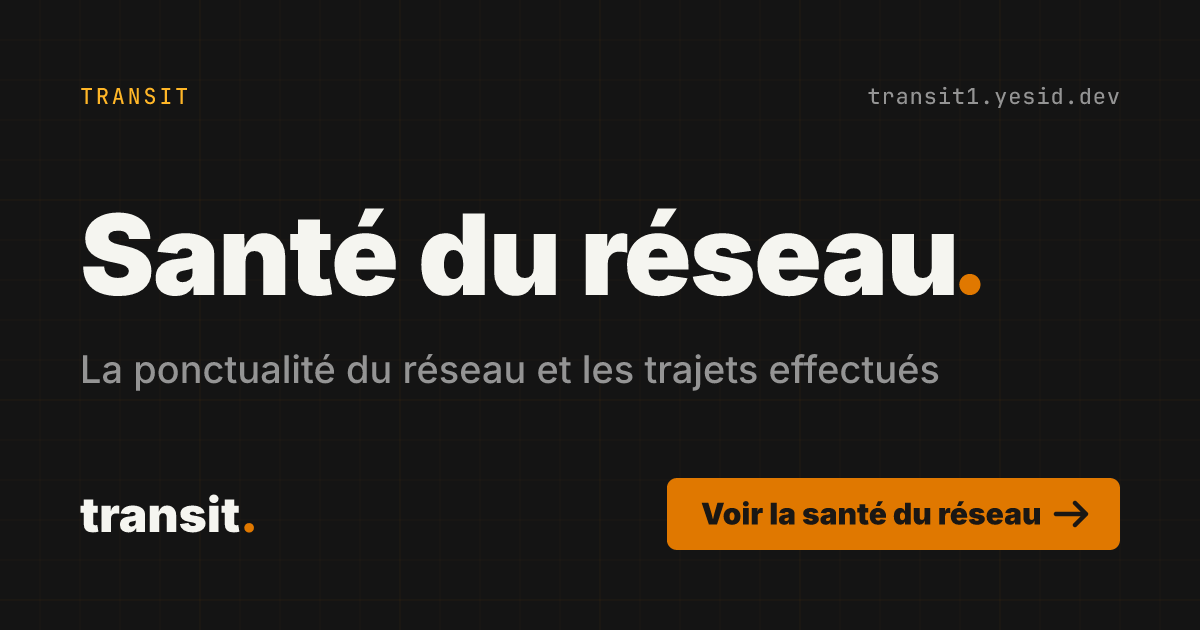 TRANSIT
transit1.yesid.dev
Santé du réseau.
La ponctualité du réseau et les trajets effectués
transit.
Voir la santé du réseau →